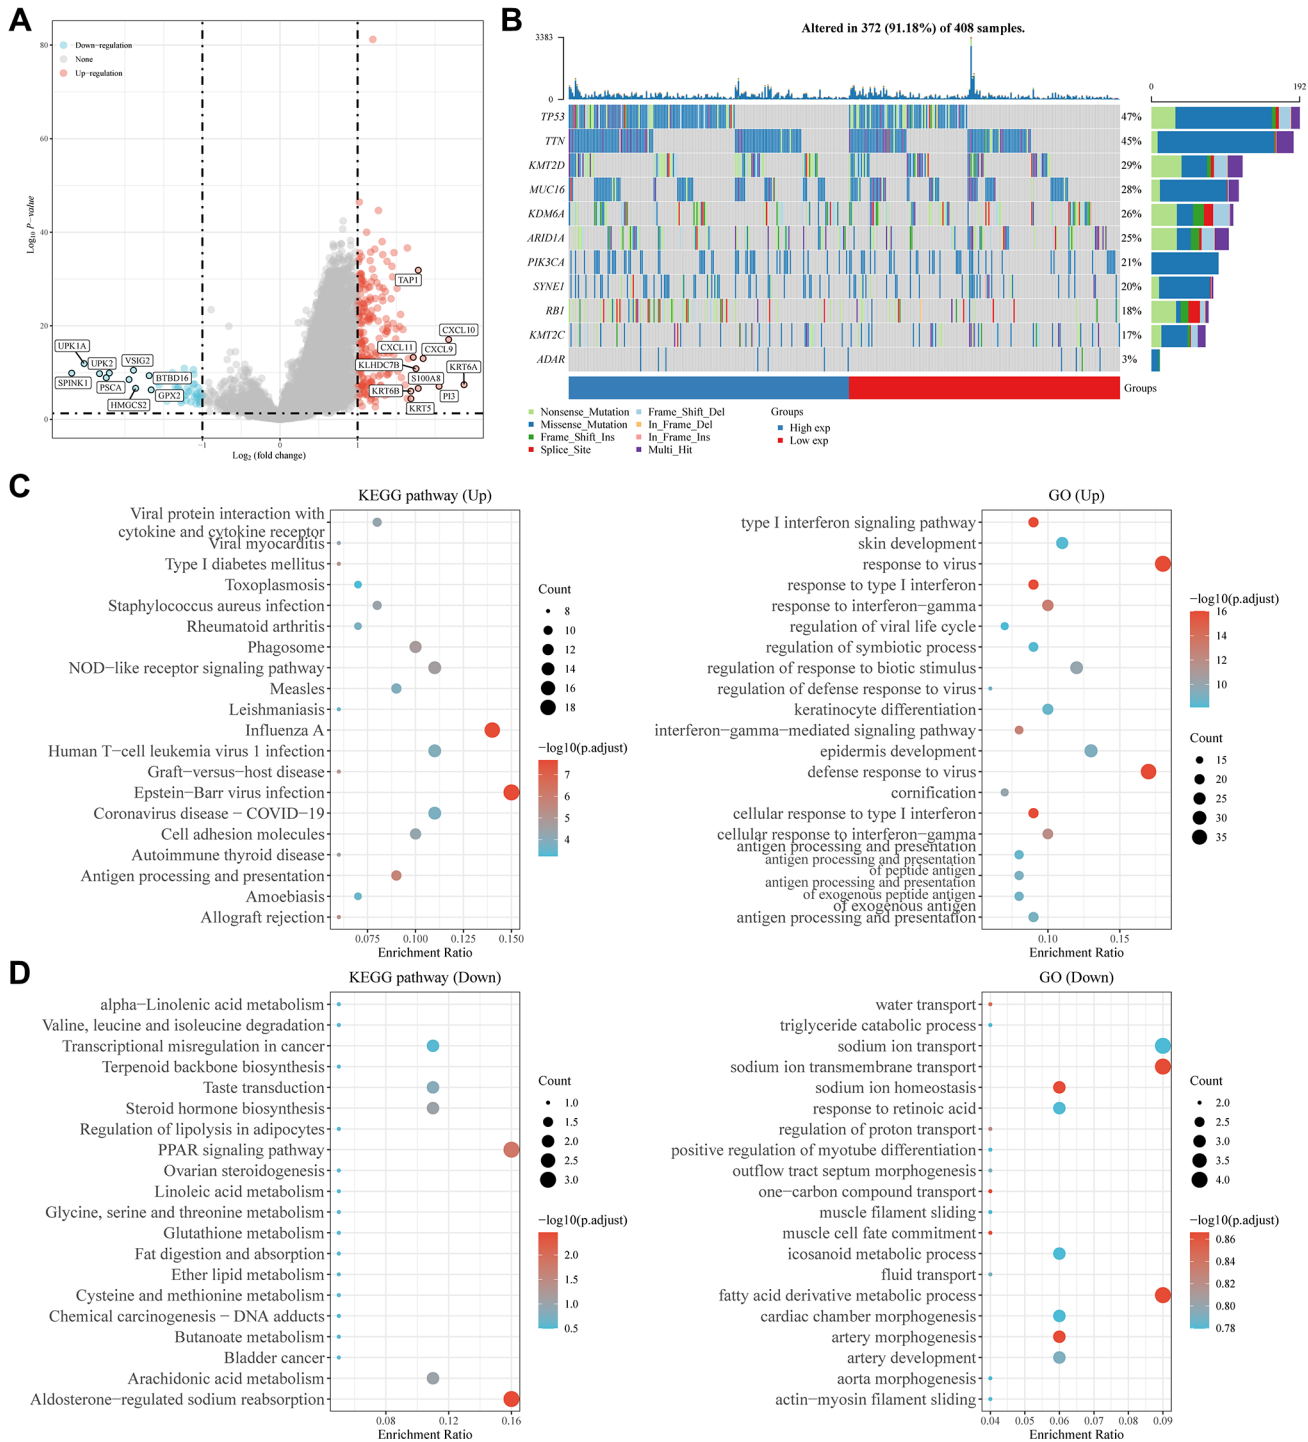 A
Down-regulation
None
Up-regulation
80
60
40
20
0
Log10 P-value
UPK1A
UPK2
VSIG2
SPINK1
PSCA
BTBD16
HMGCS2
GPX2
TAP1
CXCL10
CXCL11
CXCL9
KLHDC7B
KRT6A
S100A8
KRT6B
PI3
KRT5
-1
0
1
Log2 (fold change)
B
Altered in 372 (91.18%) of 408 samples.
3383
0
0
192
TP53
47%
TTN
45%
KMT2D
29%
MUC16
28%
KDM6A
26%
ARID1A
25%
PIK3CA
21%
SYNE1
20%
RB1
18%
KMT2C
17%
ADAR
3%
Groups
Nonsense_Mutation
Missense_Mutation
Frame_Shift_Ins
Splice_Site
Frame_Shift_Del
In_Frame_Del
In_Frame_Ins
Multi_Hit
Groups
High exp
Low exp
C
KEGG pathway (Up)
Viral protein interaction with
cytokine and cytokine receptor
Viral myocarditis
Type I diabetes mellitus
Toxoplasmosis
Staphylococcus aureus infection
Rheumatoid arthritis
Phagosome
NOD-like receptor signaling pathway
Measles
Leishmaniasis
Influenza A
Human T-cell leukemia virus 1 infection
Graft-versus-host disease
Epstein-Barr virus infection
Coronavirus disease - COVID-19
Cell adhesion molecules
Autoimmune thyroid disease
Antigen processing and presentation
Amoebiasis
Allograft rejection
0.075 0.100 0.125 0.150
Enrichment Ratio
Count
8
10
12
14
16
18
-log10(p.adjust)
7
6
5
4
GO (Up)
type I interferon signaling pathway
skin development
response to virus
response to type I interferon
response to interferon-gamma
regulation of viral life cycle
regulation of symbiotic process
regulation of response to biotic stimulus
regulation of defense response to virus
keratinocyte differentiation
interferon-gamma-mediated signaling pathway
epidermis development
defense response to virus
cornification
cellular response to type I interferon
cellular response to interferon-gamma
antigen processing and presentation
antigen processing and presentation
of peptide antigen
antigen processing and presentation
of exogenous peptide antigen
of exogenous antigen
antigen processing and presentation
0.10 0.15
Enrichment Ratio
-log10(p.adjust)
16
14
12
10
Count
15
20
25
30
35
D
KEGG pathway (Down)
alpha-Linolenic acid metabolism
Valine, leucine and isoleucine degradation
Transcriptional misregulation in cancer
Terpenoid backbone biosynthesis
Taste transduction
Steroid hormone biosynthesis
Regulation of lipolysis in adipocytes
PPAR signaling pathway
Ovarian steroidogenesis
Linoleic acid metabolism
Glycine, serine and threonine metabolism
Glutathione metabolism
Fat digestion and absorption
Ether lipid metabolism
Cysteine and methionine metabolism
Chemical carcinogenesis - DNA adducts
Butanoate metabolism
Bladder cancer
Arachidonic acid metabolism
Aldosterone-regulated sodium reabsorption
0.08 0.12 0.16
Enrichment Ratio
Count
1.0
1.5
2.0
2.5
3.0
-log10(p.adjust)
2.0
1.5
1.0
0.5
GO (Down)
water transport
triglyceride catabolic process
sodium ion transport
sodium ion transmembrane transport
sodium ion homeostasis
response to retinoic acid
regulation of proton transport
positive regulation of myotube differentiation
outflow tract septum morphogenesis
one-carbon compound transport
muscle filament sliding
muscle cell fate commitment
icosanoid metabolic process
fluid transport
fatty acid derivative metabolic process
cardiac chamber morphogenesis
artery morphogenesis
artery development
aorta morphogenesis
actin-myosin filament sliding
0.04 0.05 0.06 0.07 0.08 0.09
Enrichment Ratio
Count
2.0
2.5
3.0
3.5
4.0
-log10(p.adjust)
0.86
0.84
0.82
0.80
0.78